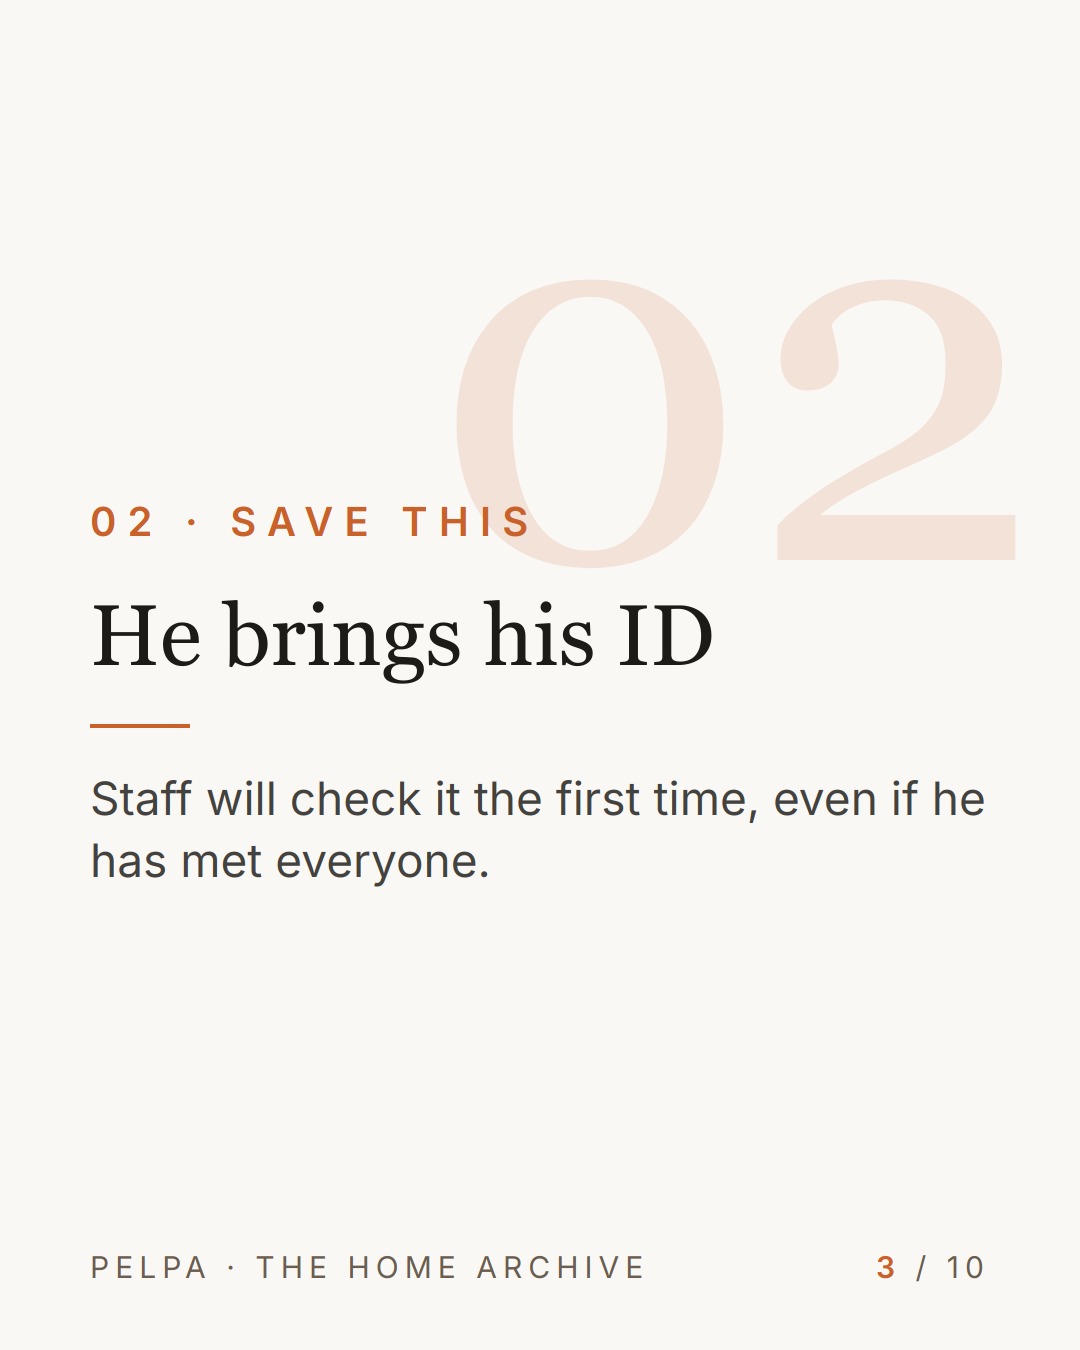 02
02 · SAVE THIS
He brings his ID
Staff will check it the first time, even if he
has met everyone.
PELPA · THE HOME ARCHIVE
3 / 10